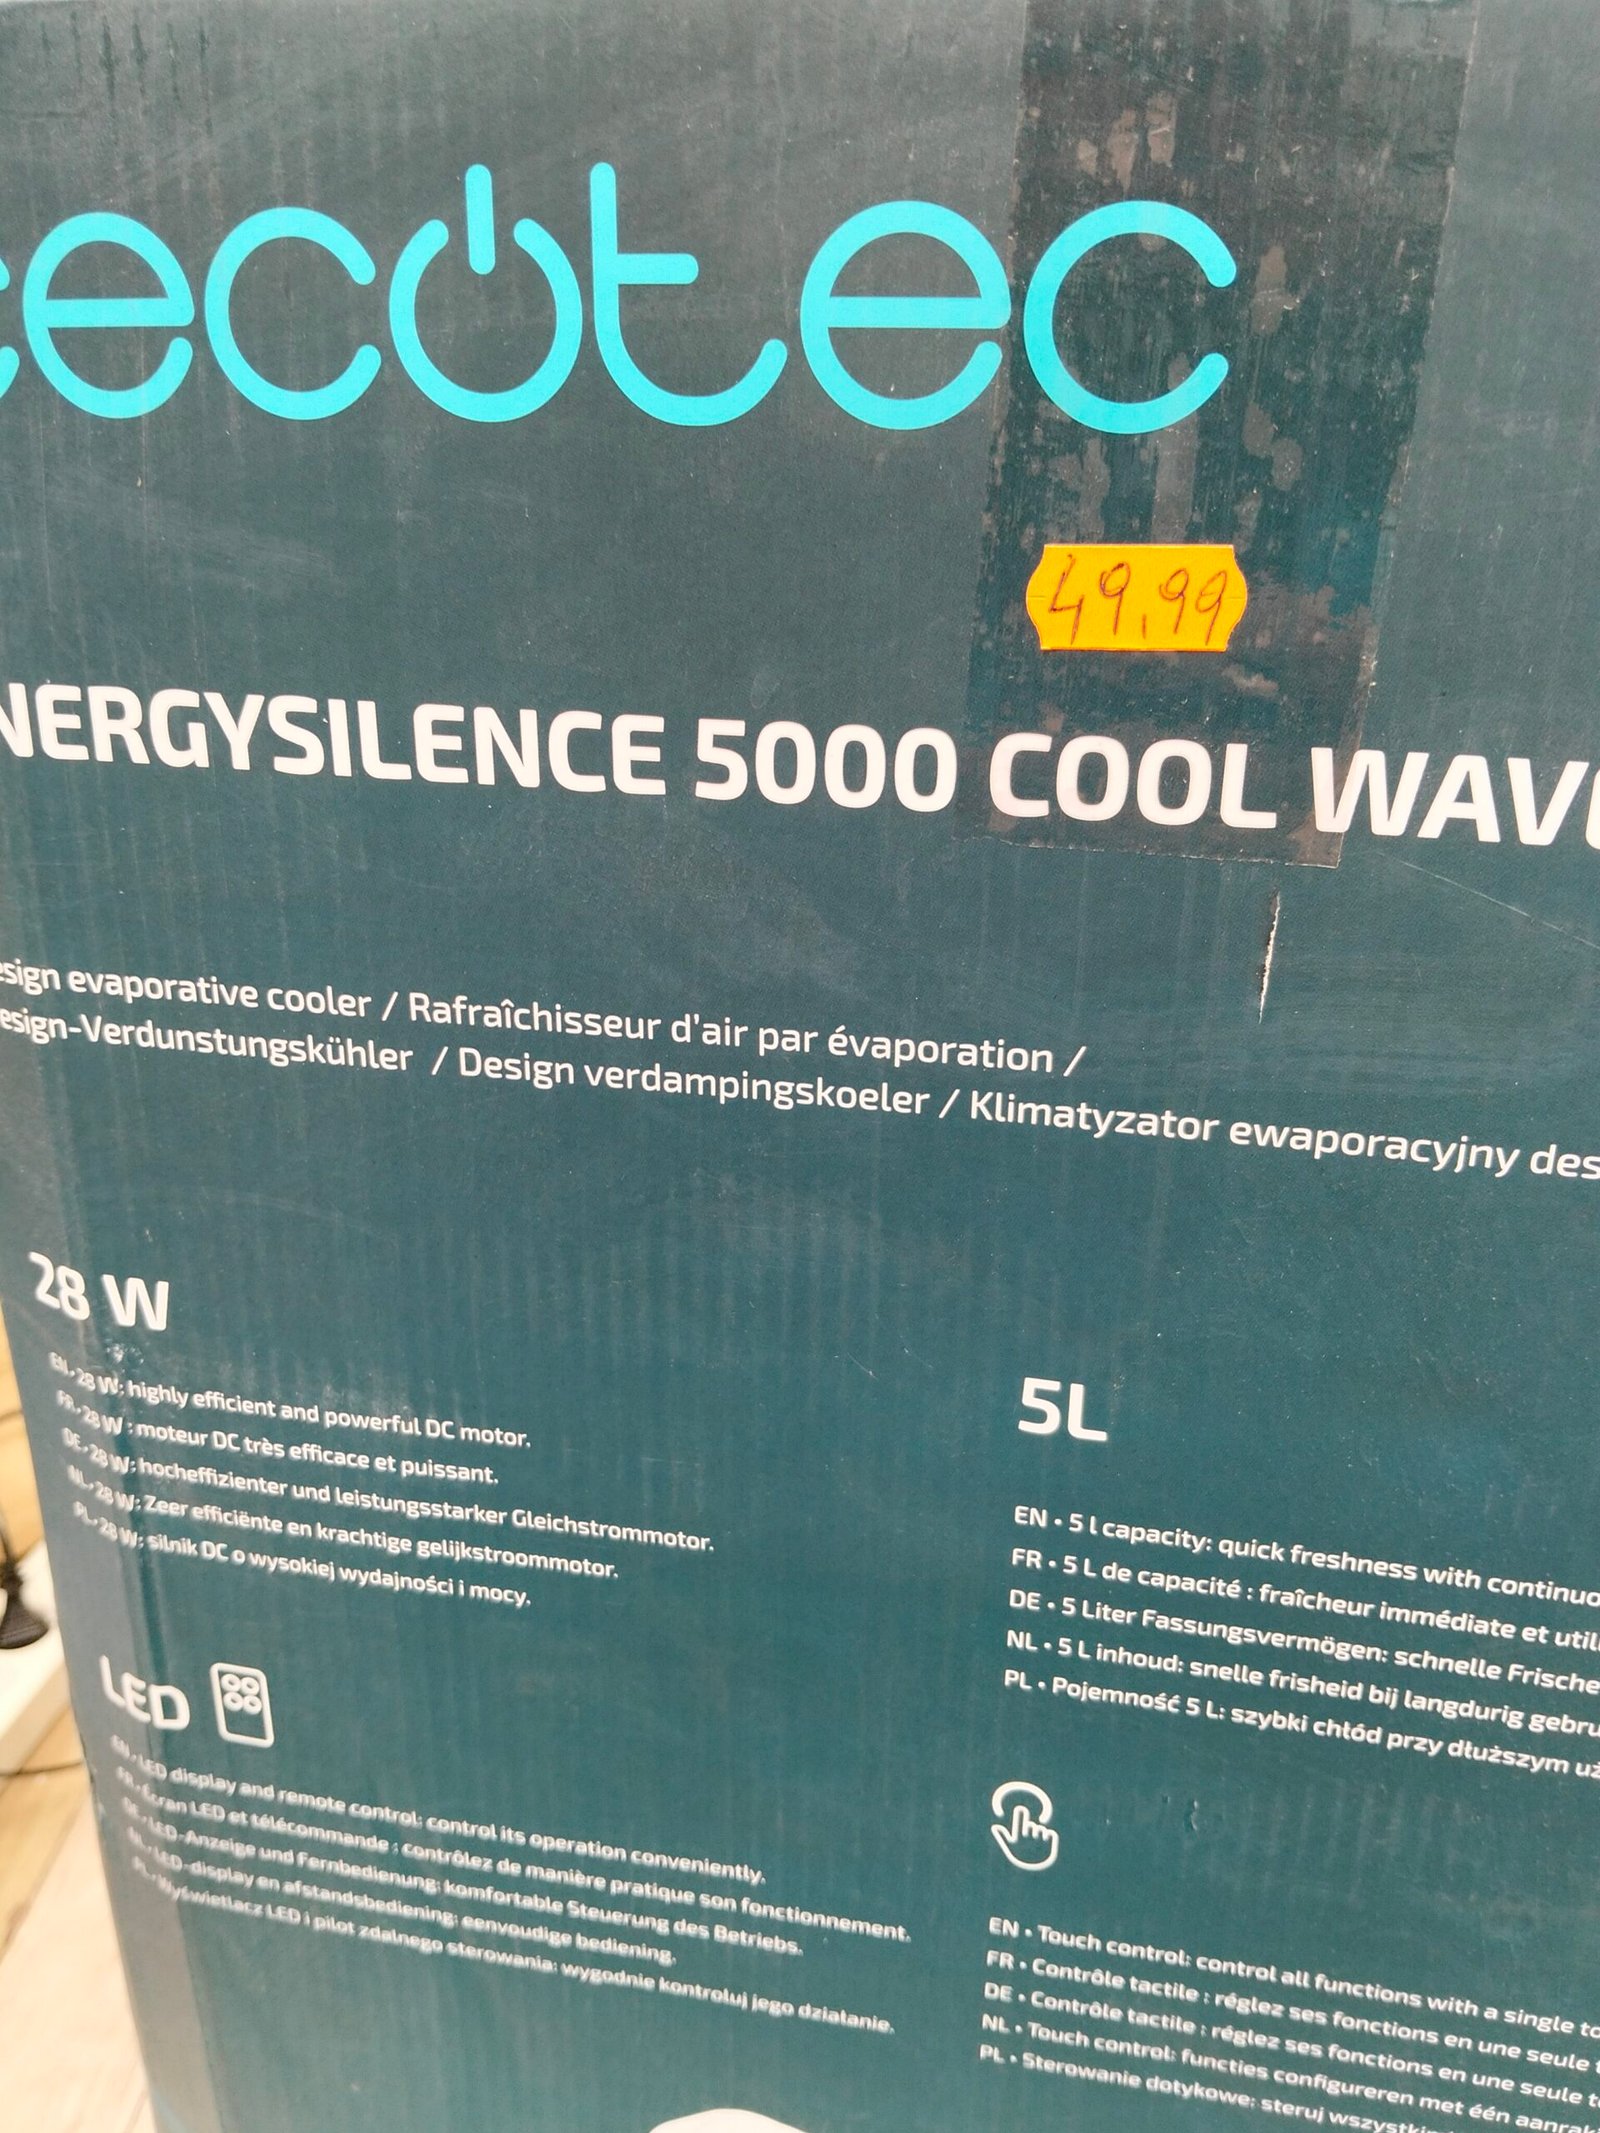 cecotec
49,99
NERGYSILENCE 5000 COOL WAV
esign evaporative cooler / Rafraîchisseur d'air par évaporation /
esign-Verdunstungskühler / Design verdampingskoeler / Klimatyzator ewaporacyjny des
28 W
EN • 28 W: highly efficient and powerful DC motor.
FR • 28 W : moteur DC très efficace et puissant.
DE • 28 W: hocheffizienter und leistungsstarker Gleichstrommotor.
NL • 28 W: Zeer efficiënte en krachtige gelijkstroommotor.
PL • 28 W: silnik DC o wysokiej wydajności i mocy.
5L
EN • 5 l capacity: quick freshness with continuo
FR • 5 L de capacité : fraîcheur immédiate et util
DE • 5 Liter Fassungsvermögen: schnelle Frische
NL • 5 L inhoud: snelle frisheid bij langdurig gebru
PL • Pojemność 5 L: szybki chłód przy dłuższym uż
LED
EN • LED display and remote control: control its operation conveniently.
FR • Écran LED et télécommande : contrôlez de manière pratique son fonctionnement.
DE • LED-Anzeige und Fernbedienung: komfortable Steuerung des Betriebs.
NL • LED-display en afstandsbediening: eenvoudige bediening.
PL • Wyświetlacz LED i pilot zdalnego sterowania: wygodnie kontroluj jego działanie.
EN • Touch control: control all functions with a single to
FR • Contrôle tactile : réglez ses fonctions en une seule t
DE • Contrôle tactile : réglez ses fonctions en une seule to
NL • Touch control: functies configureren met één aanrak
PL • Sterowanie dotykowe: steruj wszystki